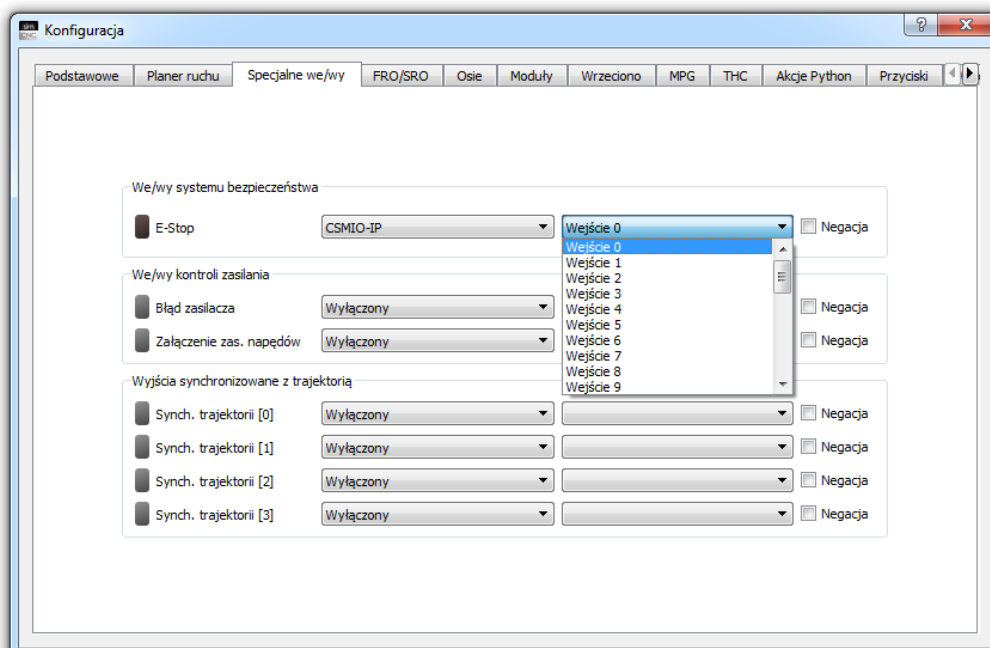 sim
CNC
Konfiguracja
Podstawowe Planer ruchu Specjalne we/wy FRO/SRO Osie Moduły Wrzeciono MPG THC Akcje Python Przyciski
We/wy systemu bezpieczeństwa
E-Stop CSMIO-IP Wejście 0 Negacja
Wejście 0
Wejście 1
Wejście 2
Wejście 3
Wejście 4
Wejście 5
Wejście 6
Wejście 7
Wejście 8
Wejście 9
We/wy kontroli zasilania
Błąd zasilacza Wyłączony Negacja
Załączenie zas. napędów Wyłączony Negacja
Wyjścia synchronizowane z trajektorią
Synch. trajektorii [0] Wyłączony Negacja
Synch. trajektorii [1] Wyłączony Negacja
Synch. trajektorii [2] Wyłączony Negacja
Synch. trajektorii [3] Wyłączony Negacja